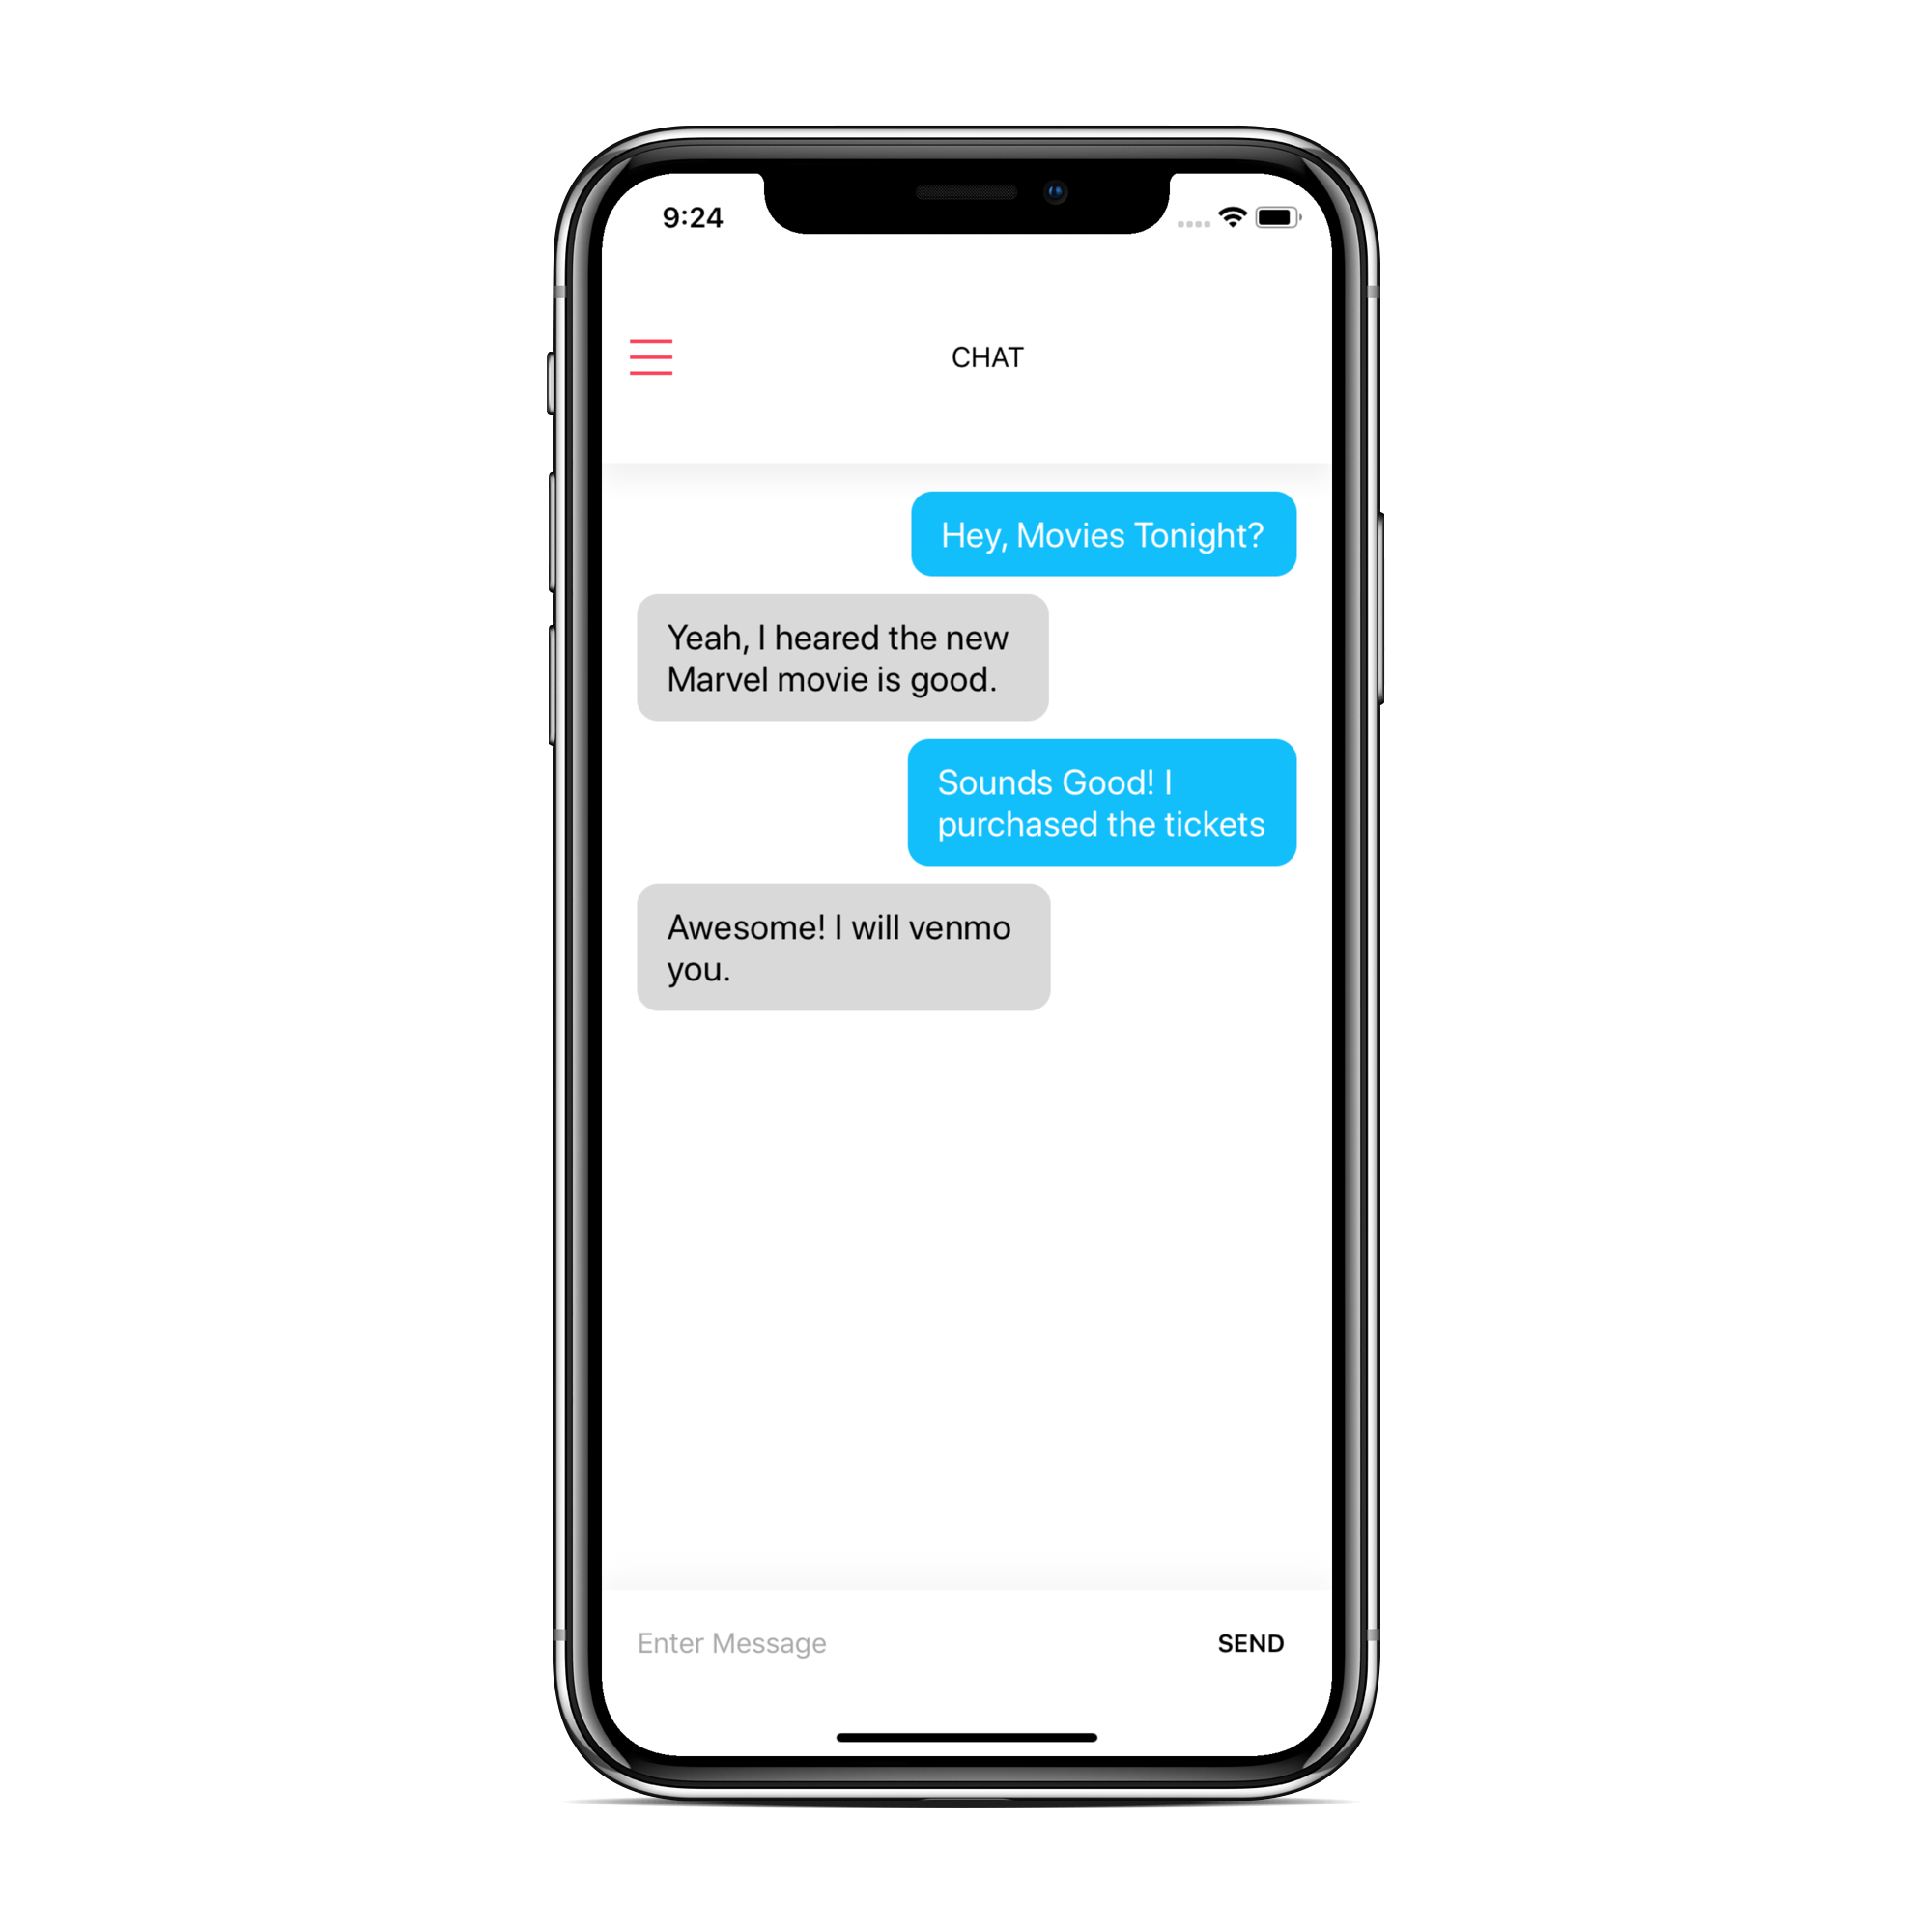 9:24
CHAT
Hey, Movies Tonight?
Yeah, I heared the new
Marvel movie is good.
Sounds Good! I
purchased the tickets
Awesome! I will venmo
you.
Enter Message
SEND